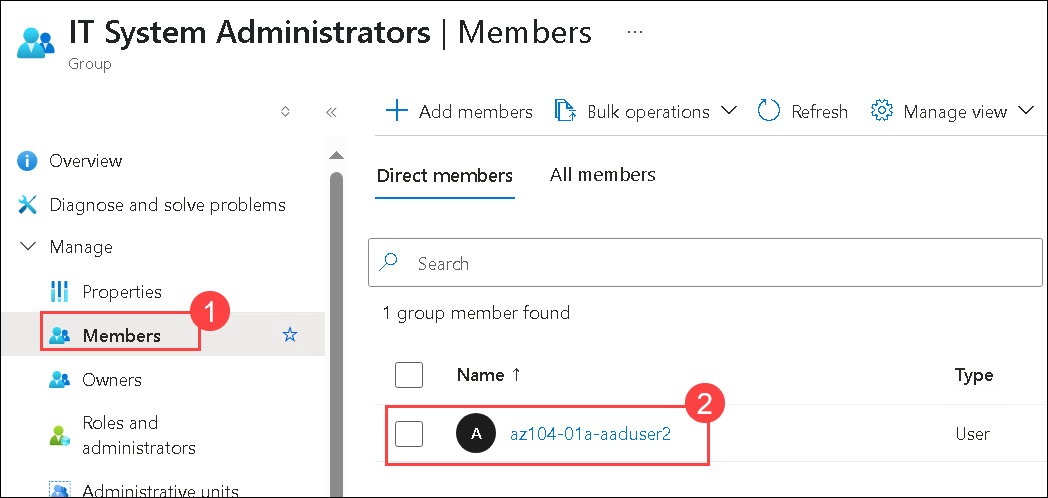 IT System Administrators | Members ...
Group
«
+ Add members Bulk operations Refresh Manage view
Overview
Diagnose and solve problems
Manage
Properties
Members
1
Owners
Roles and
administrators
Administrative units
Direct members All members
Search
1 group member found
Name ↑ Type
2
A az104-01a-aaduser2 User